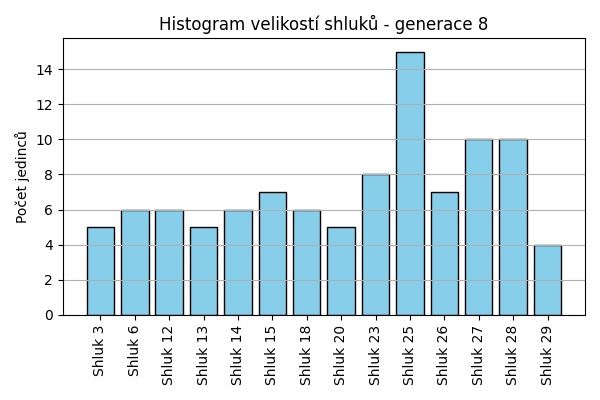 Histogram velikostí shluků - generace 8
Počet jedinců
14
12
10
8
6
4
2
0
Shluk 3
Shluk 6
Shluk 12
Shluk 13
Shluk 14
Shluk 15
Shluk 18
Shluk 20
Shluk 23
Shluk 25
Shluk 26
Shluk 27
Shluk 28
Shluk 29